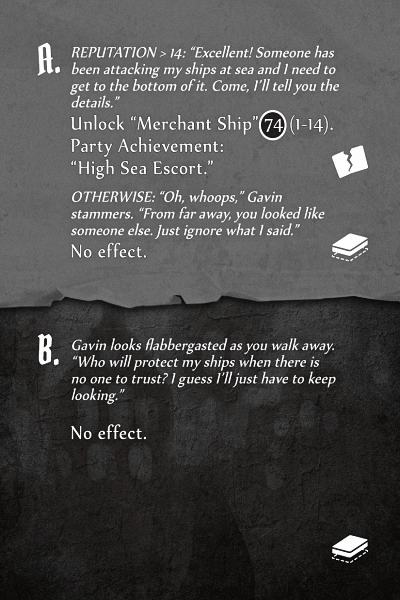 A. REPUTATION > 14: “Excellent! Someone has
been attacking my ships at sea and I need to
get to the bottom of it. Come, I’ll tell you the
details.”
Unlock “Merchant Ship” 74 (I-14).
Party Achievement:
“High Sea Escort.”
OTHERWISE: “Oh, whoops,” Gavin
stammers. “From far away, you looked like
someone else. Just ignore what I said.”
No effect.
B. Gavin looks flabbergasted as you walk away.
“Who will protect my ships when there is
no one to trust? I guess I’ll just have to keep
looking.”
No effect.